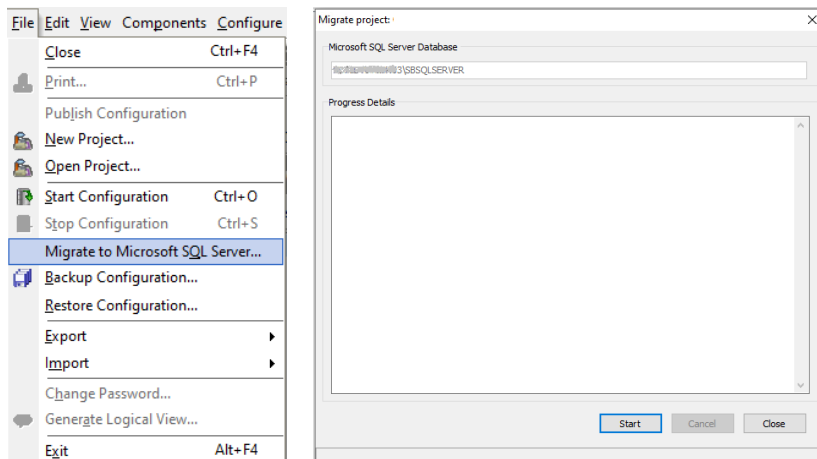 File Edit View Components Configure
Close Ctrl+F4
Print... Ctrl+P
Publish Configuration
New Project...
Open Project...
Start Configuration Ctrl+O
Stop Configuration Ctrl+S
Migrate to Microsoft SQL Server...
Backup Configuration...
Restore Configuration...
Export
Import
Change Password...
Generate Logical View...
Exit Alt+F4
Migrate project:
Microsoft SQL Server Database
3\SBSQLSERVER
Progress Details
Start Cancel Close